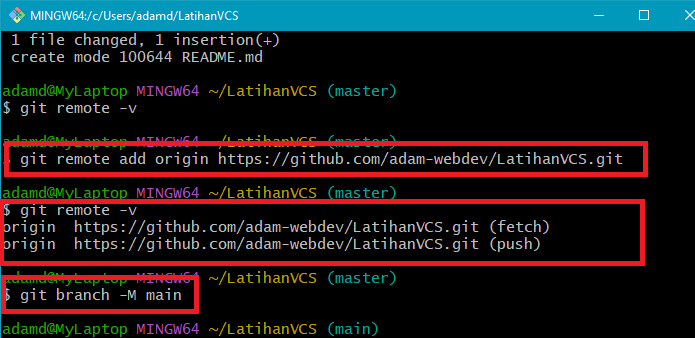 MINGW64:/c/Users/adamd/LatihanVCS
1 file changed, 1 insertion(+)
create mode 100644 README.md
adamd@MyLaptop MINGW64 ~/LatihanVCS (master)
$ git remote -v
adamd@MyLaptop MINGW64 ~/LatihanVCS (master)
$ git remote add origin https://github.com/adam-webdev/LatihanVCS.git
adamd@MyLaptop MINGW64 ~/LatihanVCS (master)
$ git remote -v
origin  https://github.com/adam-webdev/LatihanVCS.git (fetch)
origin  https://github.com/adam-webdev/LatihanVCS.git (push)
adamd@MyLaptop MINGW64 ~/LatihanVCS (master)
$ git branch -M main
adamd@MyLaptop MINGW64 ~/LatihanVCS (main)